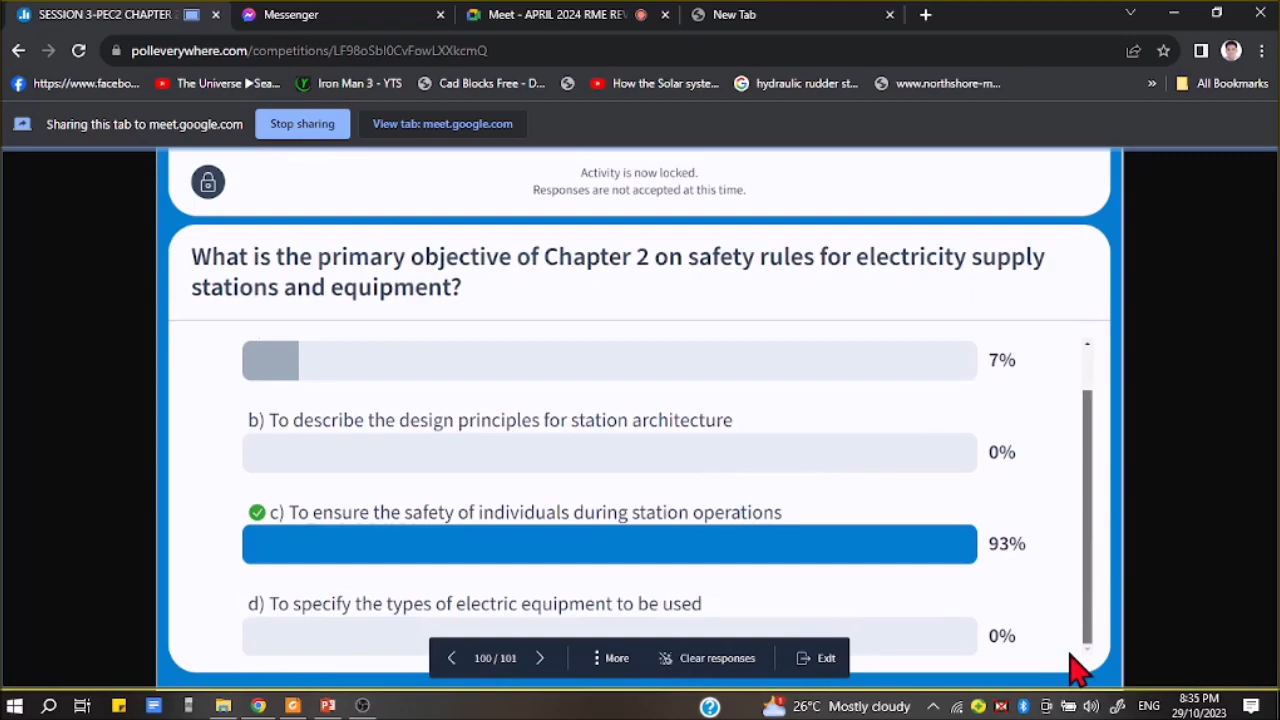 SESSION 3-PEC2 CHAPTER 2
Messenger
Meet - APRIL 2024 RME REV
New Tab
polleverywhere.com/competitions/LF98oSbI0CvFowLXXkcmQ
https://www.facebo...
The Universe ▶Sea...
Iron Man 3 - YTS
Cad Blocks Free - D...
How the Solar syste...
hydraulic rudder st...
www.northshore-m...
»
All Bookmarks
Sharing this tab to meet.google.com
Stop sharing
View tab: meet.google.com
Activity is now locked.
Responses are not accepted at this time.
What is the primary objective of Chapter 2 on safety rules for electricity supply
stations and equipment?
7%
b) To describe the design principles for station architecture
0%
c) To ensure the safety of individuals during station operations
93%
d) To specify the types of electric equipment to be used
0%
100 / 101
More
Clear responses
Exit
26°C Mostly cloudy
ENG
8:35 PM
29/10/2023